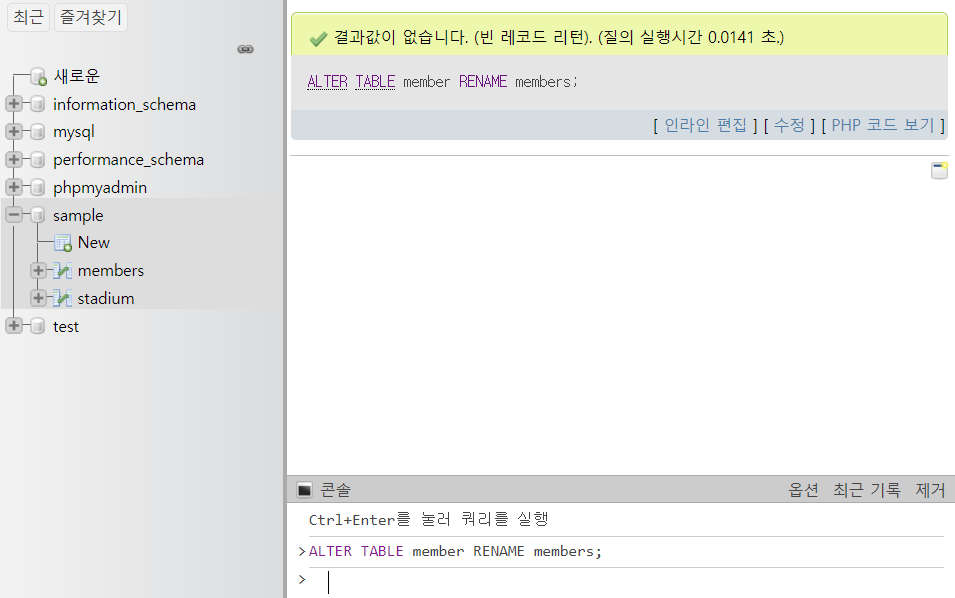 최근 즐겨찾기
새로운
information_schema
mysql
performance_schema
phpmyadmin
sample
New
members
stadium
test
결과값이 없습니다. (빈 레코드 리턴). (질의 실행시간 0.0141 초.)
ALTER TABLE member RENAME members;
[ 인라인 편집 ] [ 수정 ] [ PHP 코드 보기 ]
콘솔 옵션 최근 기록 제거
Ctrl+Enter를 눌러 쿼리를 실행
>ALTER TABLE member RENAME members;
>